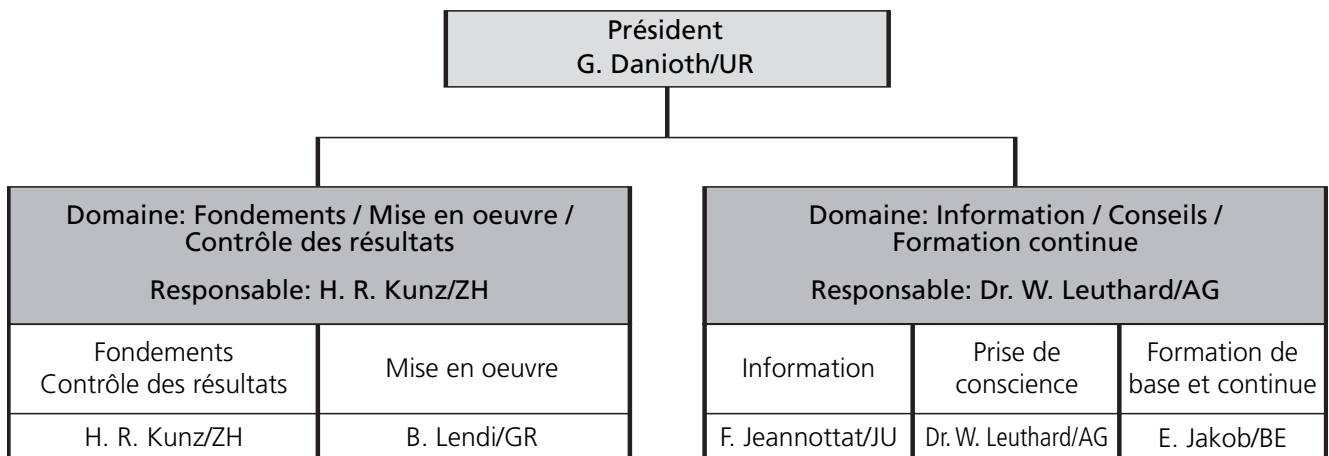 Président
G. Danioth/UR
Domaine: Fondements / Mise en oeuvre /
Contrôle des résultats
Responsable: H. R. Kunz/ZH
Domaine: Information / Conseils /
Formation continue
Responsable: Dr. W. Leuthard/AG
Fondements
Contrôle des résultats
Mise en oeuvre
Information
Prise de
conscience
Formation de
base et continue
H. R. Kunz/ZH
B. Lendi/GR
F. Jeannottat/JU
Dr. W. Leuthard/AG
E. Jakob/BE